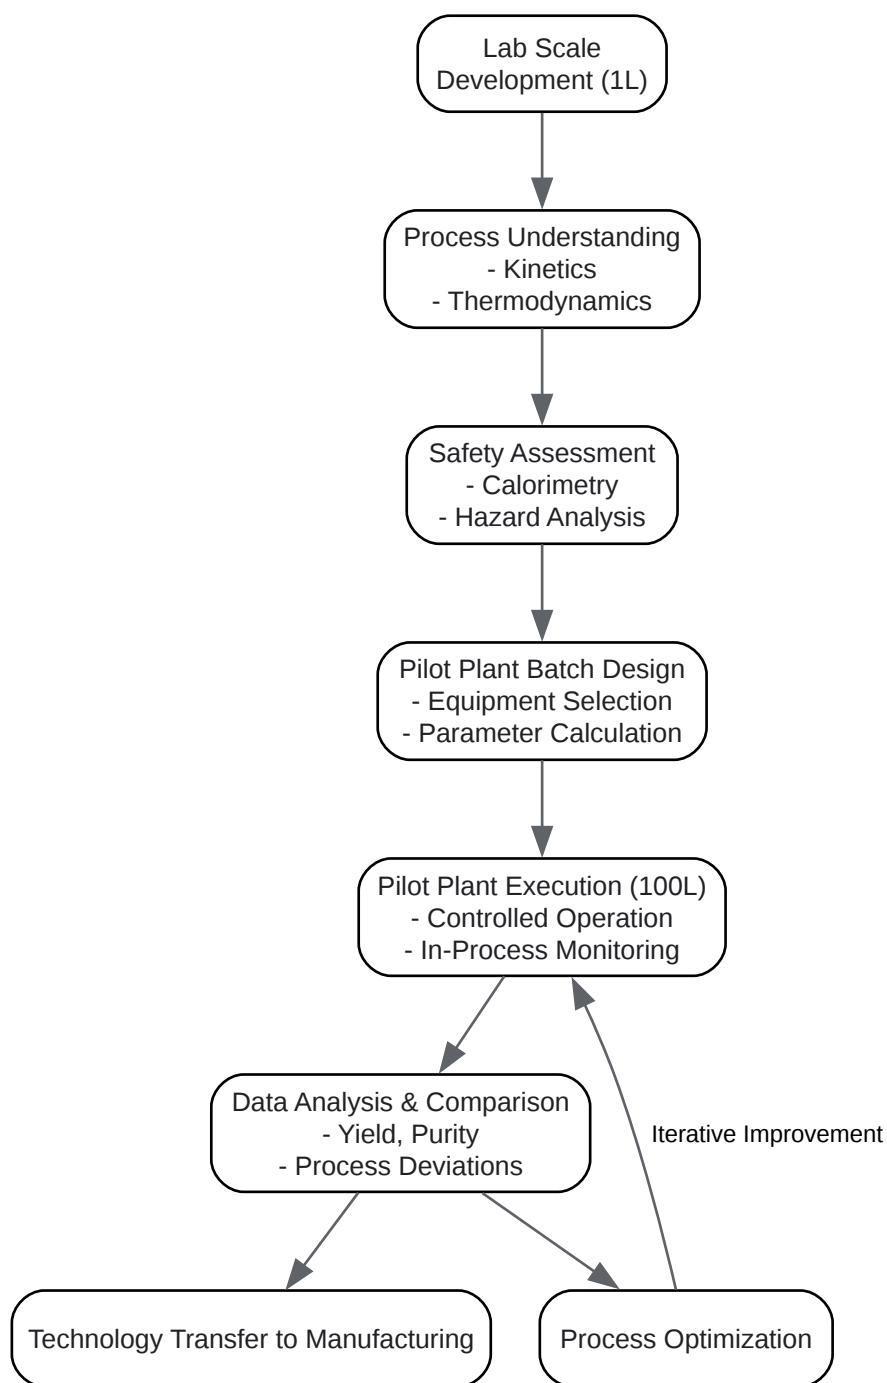 Lab Scale
Development (1L)
Process Understanding
- Kinetics
- Thermodynamics
Safety Assessment
- Calorimetry
- Hazard Analysis
Pilot Plant Batch Design
- Equipment Selection
- Parameter Calculation
Pilot Plant Execution (100L)
- Controlled Operation
- In-Process Monitoring
Data Analysis & Comparison
- Yield, Purity
- Process Deviations
Iterative Improvement
Technology Transfer to Manufacturing
Process Optimization